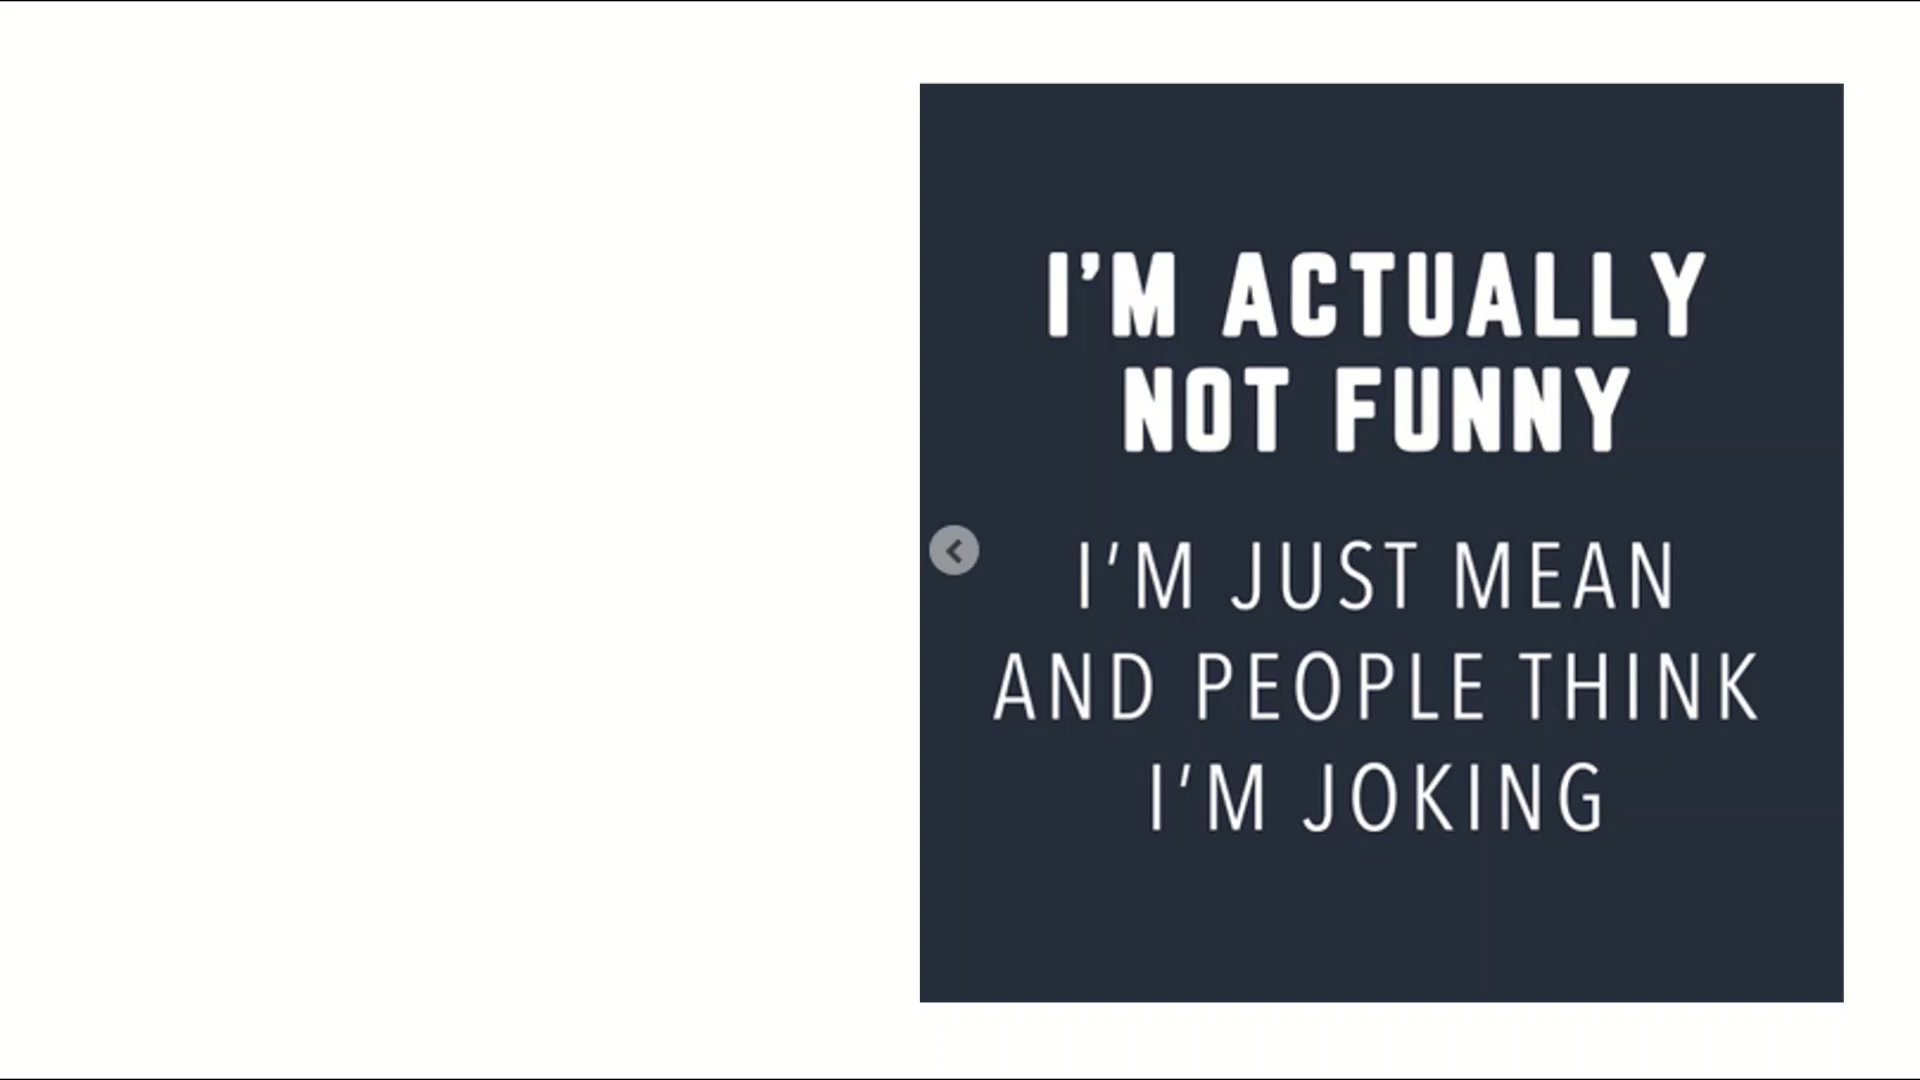 I'M ACTUALLY
NOT FUNNY
I'M JUST MEAN
AND PEOPLE THINK
I'M JOKING